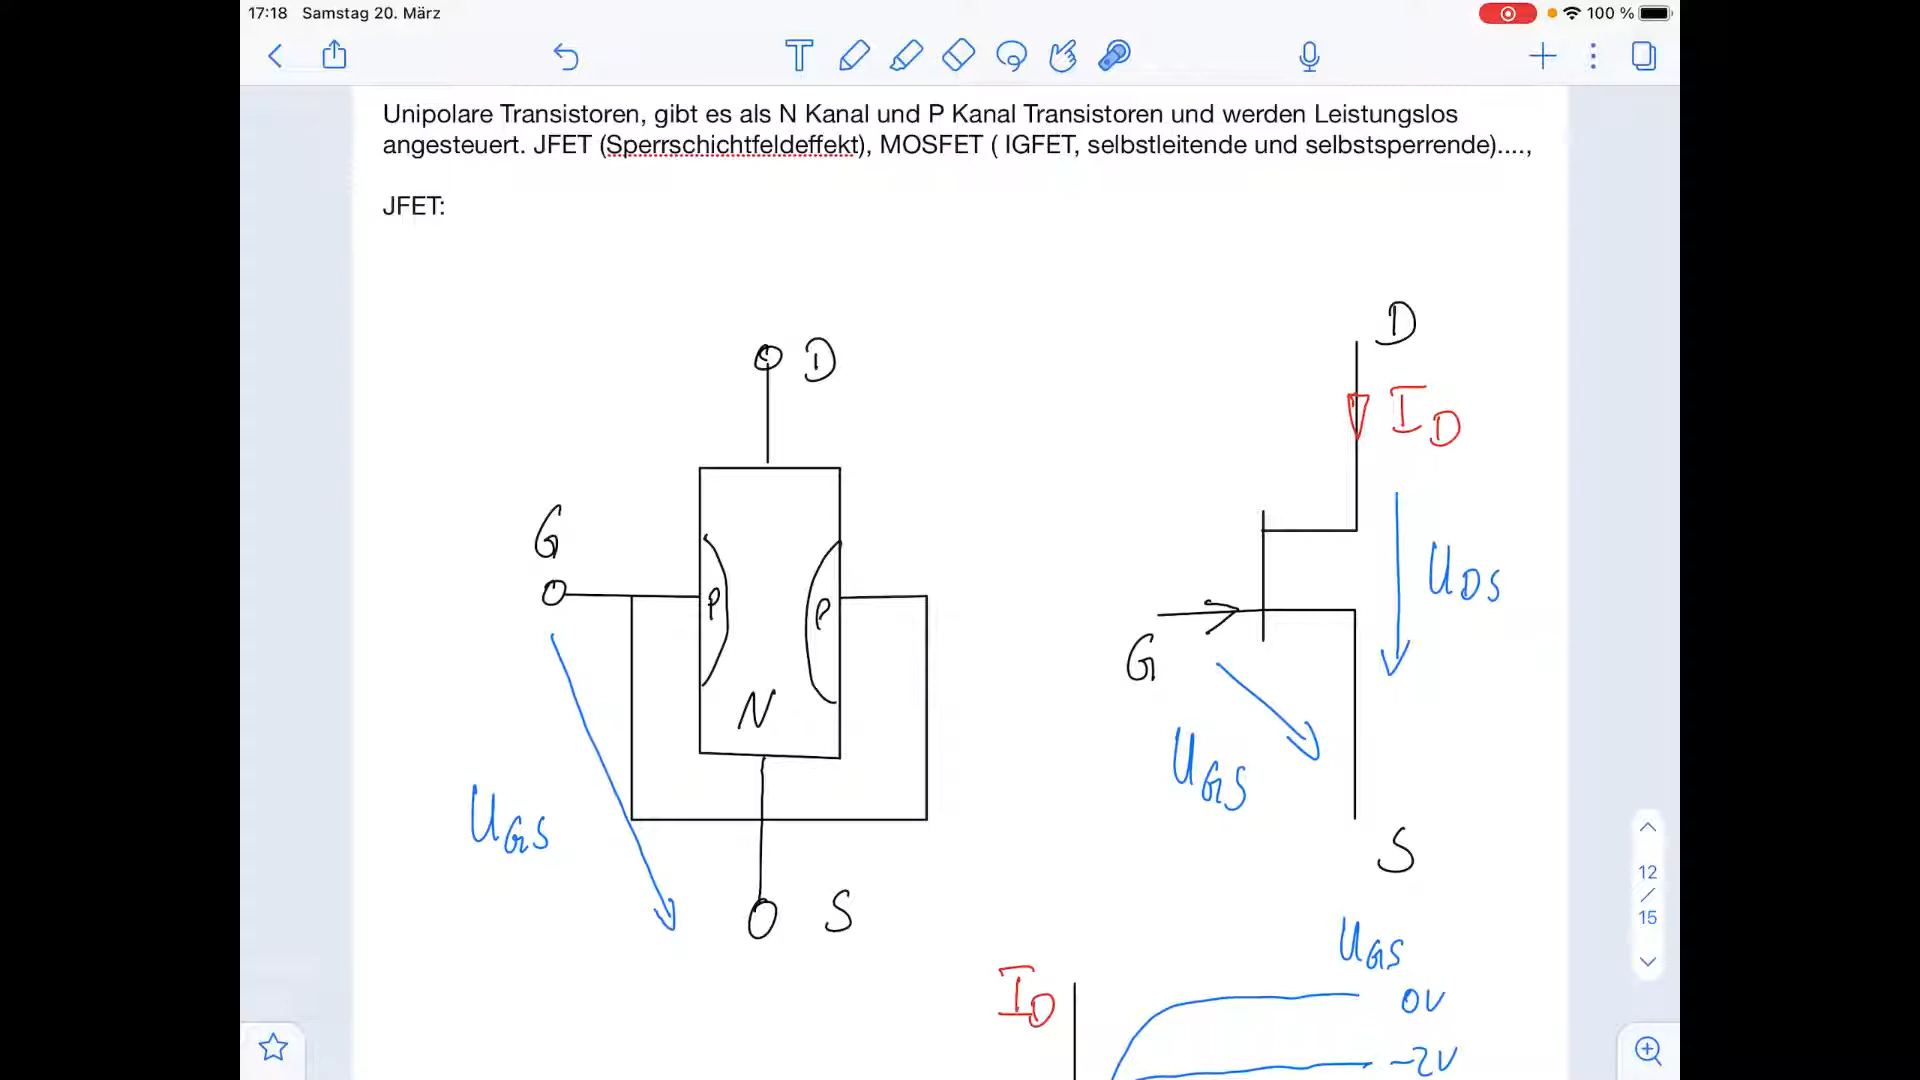 17:18 Samstag 20. März
100 %
Unipolare Transistoren, gibt es als N Kanal und P Kanal Transistoren und werden Leistungslos
angesteuert. JFET (Sperrschichtfeldeffekt), MOSFET ( IGFET, selbstleitende und selbstsperrende)....,
JFET:
D
D
I_D
G
P
P
U_DS
G
N
U_GS
U_GS
S
S
12
/
15
U_GS
I_D
0V
-2V